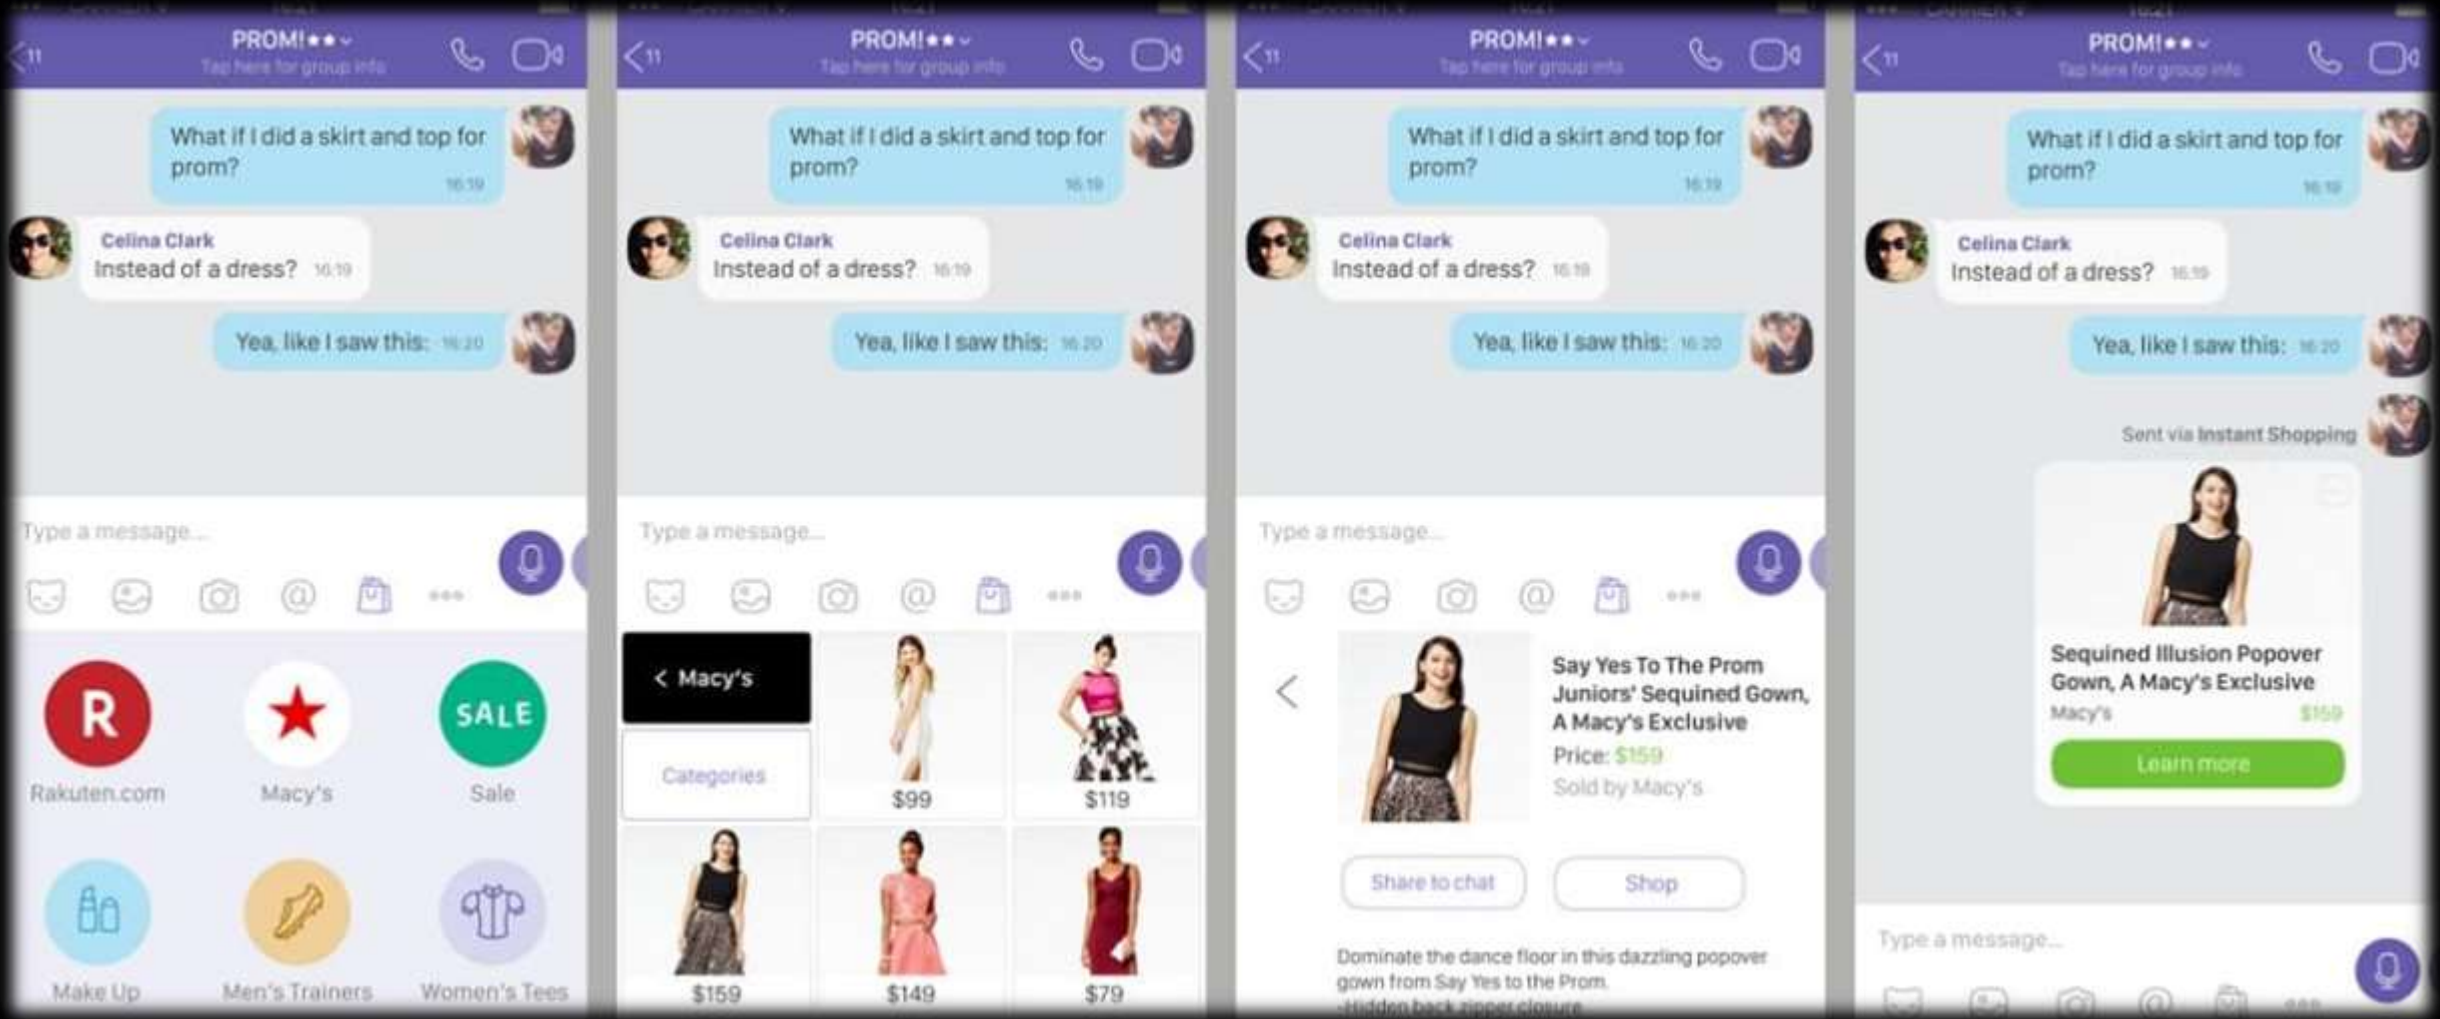 PROM!★★
Tap here for group info
11
What if I did a skirt and top for
prom?
16:19
Celina Clark
Instead of a dress? 16:19
Yea, like I saw this: 16:20
Type a message...
Rakuten.com
Macy's
SALE
Sale
Make Up
Men's Trainers
Women's Tees
PROM!★★
Tap here for group info
11
What if I did a skirt and top for
prom?
16:19
Celina Clark
Instead of a dress? 16:19
Yea, like I saw this: 16:20
Type a message...
< Macy's
Categories
$99
$119
$159
$149
$79
PROM!★★
Tap here for group info
11
What if I did a skirt and top for
prom?
16:19
Celina Clark
Instead of a dress? 16:19
Yea, like I saw this: 16:20
Type a message...
Say Yes To The Prom
Juniors' Sequined Gown,
A Macy's Exclusive
Price: $159
Sold by Macy's
Share to chat
Shop
Dominate the dance floor in this dazzling popover
gown from Say Yes to the Prom.
-Hidden back zipper closure
PROM!★★
Tap here for group info
11
What if I did a skirt and top for
prom?
16:19
Celina Clark
Instead of a dress? 16:19
Yea, like I saw this: 16:20
Sent via Instant Shopping
Sequined Illusion Popover
Gown, A Macy's Exclusive
Macy's $159
Learn more
Type a message...